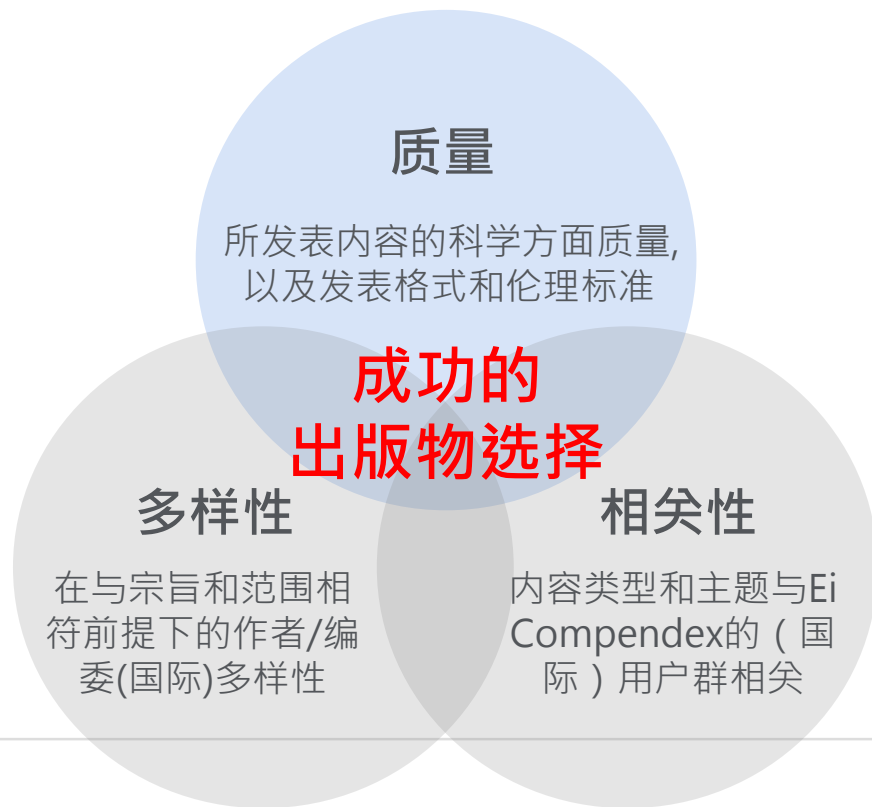 质量
所发表内容的科学方面质量,
以及发表格式和伦理标准
成功的
出版物选择
多样性
在与宗旨和范围相
符前提下的作者/编
委(国际)多样性
相关性
内容类型和主题与Ei
Compendex的（国
际）用户群相关